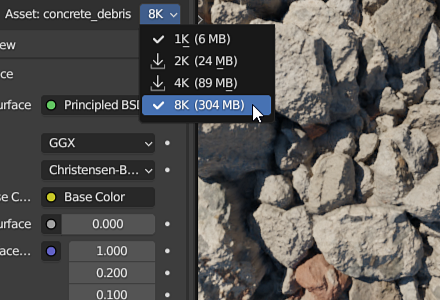 Asset: concrete_debris 8K
ew
1K (6 MB)
2K (24 MB)
ce
4K (89 MB)
urface Principled BS
8K (304 MB)
GGX
Christensen-B...
e C... Base Color
urface 0.000
ace... 1.000
0.200
0.100